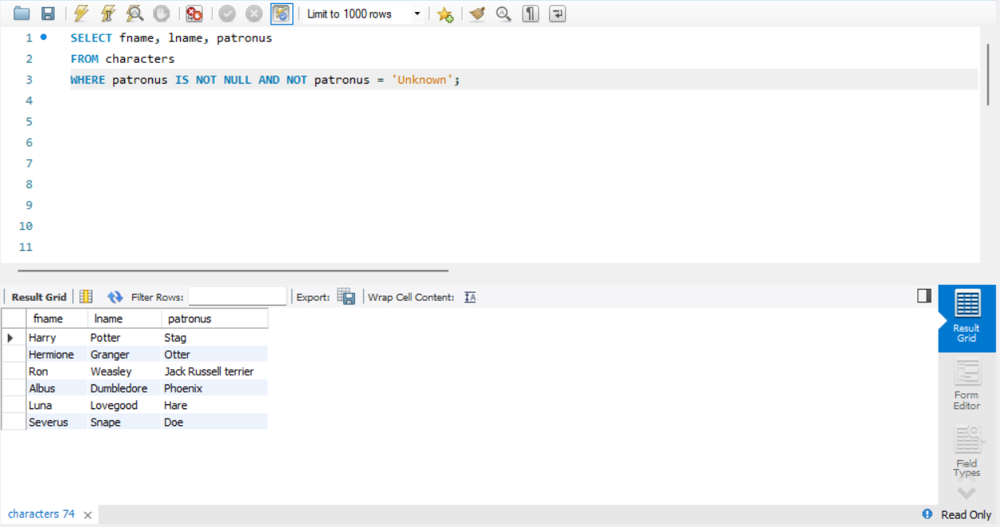 Limit to 1000 rows
1 SELECT fname, lname, patronus
2 FROM characters
3 WHERE patronus IS NOT NULL AND NOT patronus = 'Unknown';
4
5
6
7
8
9
10
11
Result Grid Filter Rows: Export: Wrap Cell Content: IA
fname lname patronus
Harry Potter Stag
Hermione Granger Otter
Ron Weasley Jack Russell terrier
Albus Dumbledore Phoenix
Luna Lovegood Hare
Severus Snape Doe
Result
Grid
Form
Editor
Field
Types
characters 74 Read Only